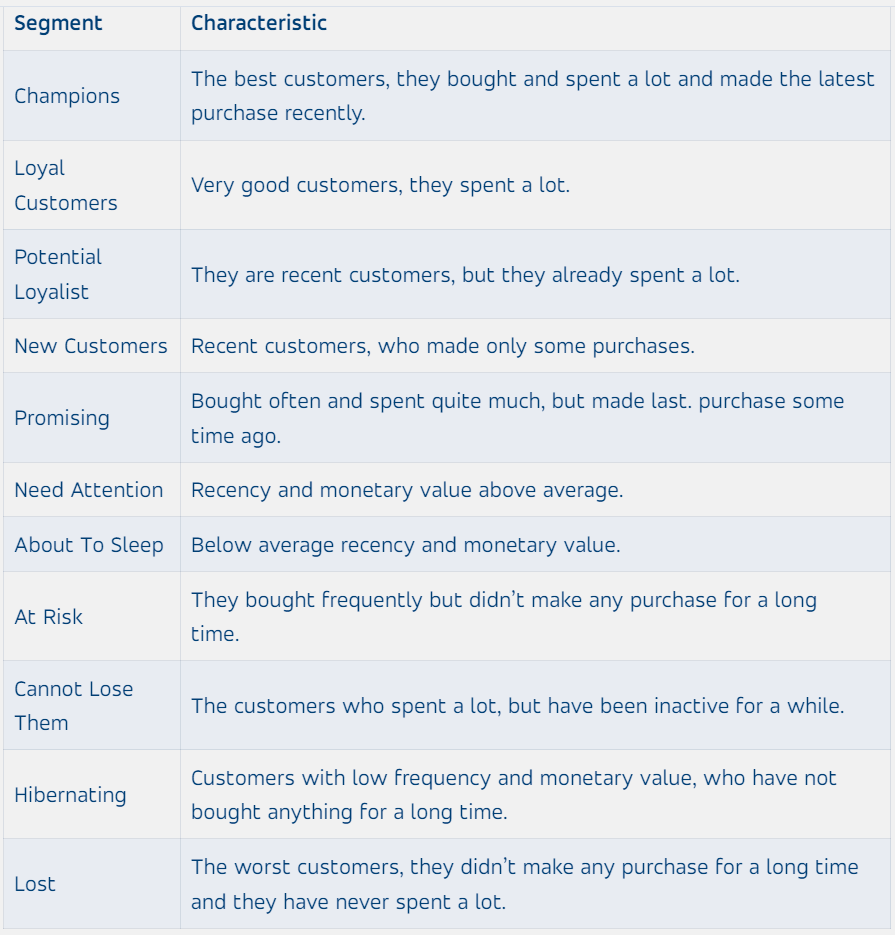 Segment Characteristic
Champions
The best customers, they bought and spent a lot and made the latest
purchase recently.
Loyal
Customers
Very good customers, they spent a lot.
Potential
Loyalist
They are recent customers, but they already spent a lot.
New Customers Recent customers, who made only some purchases.
Promising
Bought often and spent quite much, but made last. purchase some
time ago.
Need Attention Recency and monetary value above average.
About To Sleep Below average recency and monetary value.
At Risk
They bought frequently but didn’t make any purchase for a long
time.
Cannot Lose
Them
The customers who spent a lot, but have been inactive for a while.
Hibernating
Customers with low frequency and monetary value, who have not
bought anything for a long time.
Lost
The worst customers, they didn’t make any purchase for a long time
and they have never spent a lot.